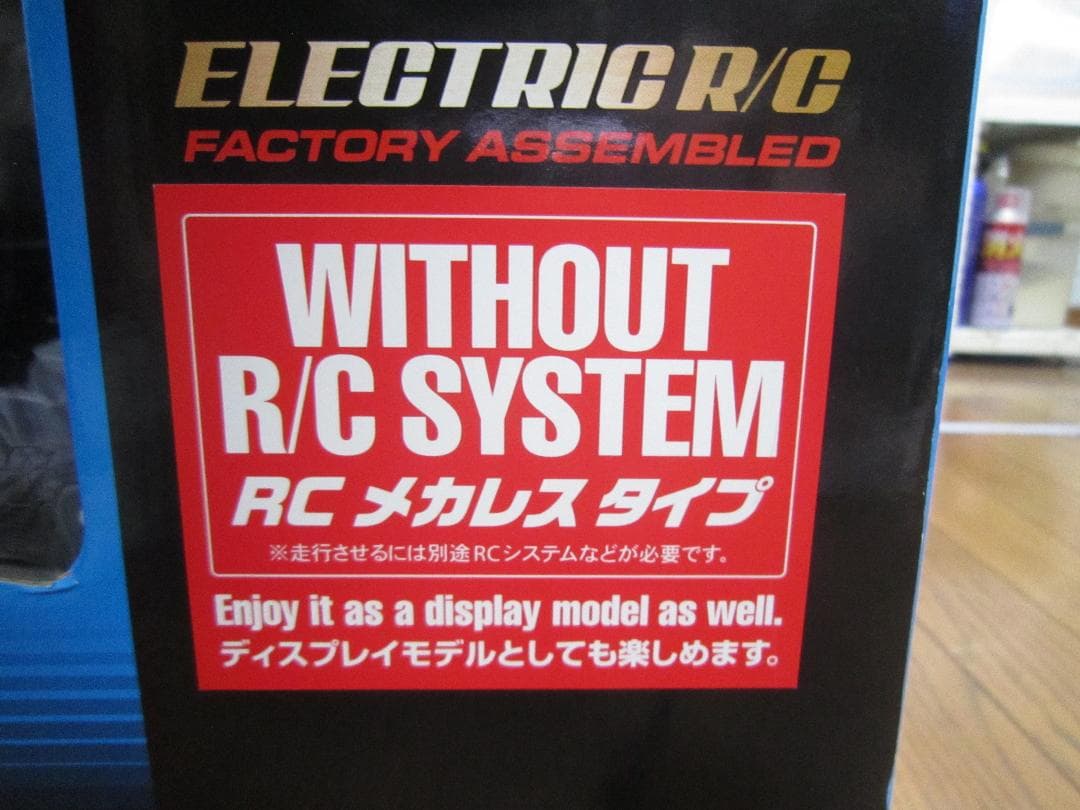 ELECTRIC R/C
FACTORY ASSEMBLED
WITHOUT
R/C SYSTEM
RC メカレス タイプ
※走行させるには別途RCシステムなどが必要です。
Enjoy it as a display model as well.
ディスプレイモデルとしても楽しめます。